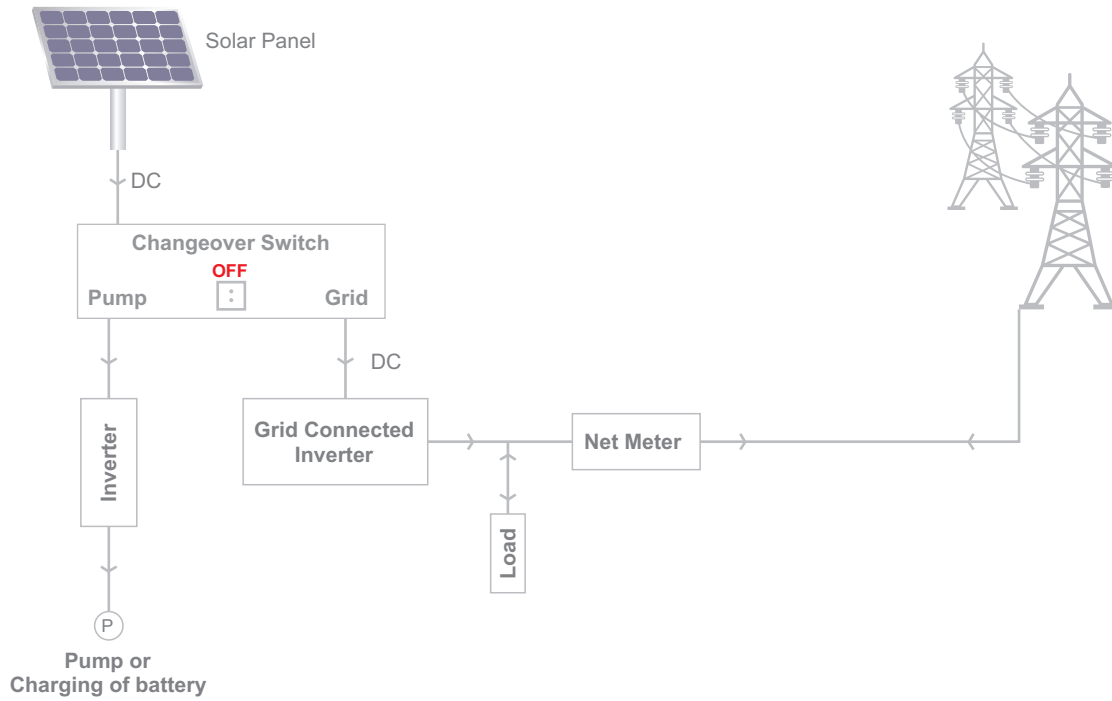 Solar Panel
DC
Changeover Switch
OFF
Pump
:
Grid
DC
Inverter
Grid Connected
Inverter
Net Meter
Load
P
Pump or
Charging of battery